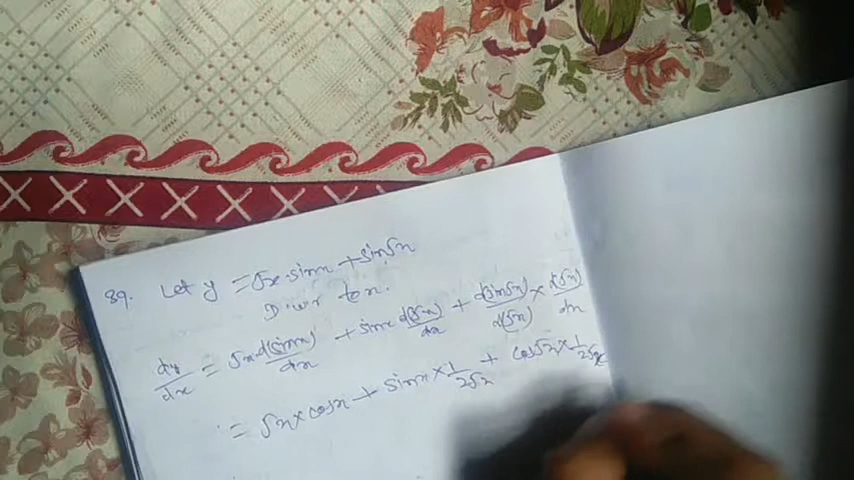 39. Let y = √x.sinx + sin√x
D.w.r to x.
dy/dx = √x.d(sinx)/dx + sinx d(√x)/dx + d(sin√x)/d(√x) × d(√x)/dx
= √x × cosx + sinx × 1/2√x + cos√x × 1/2√x